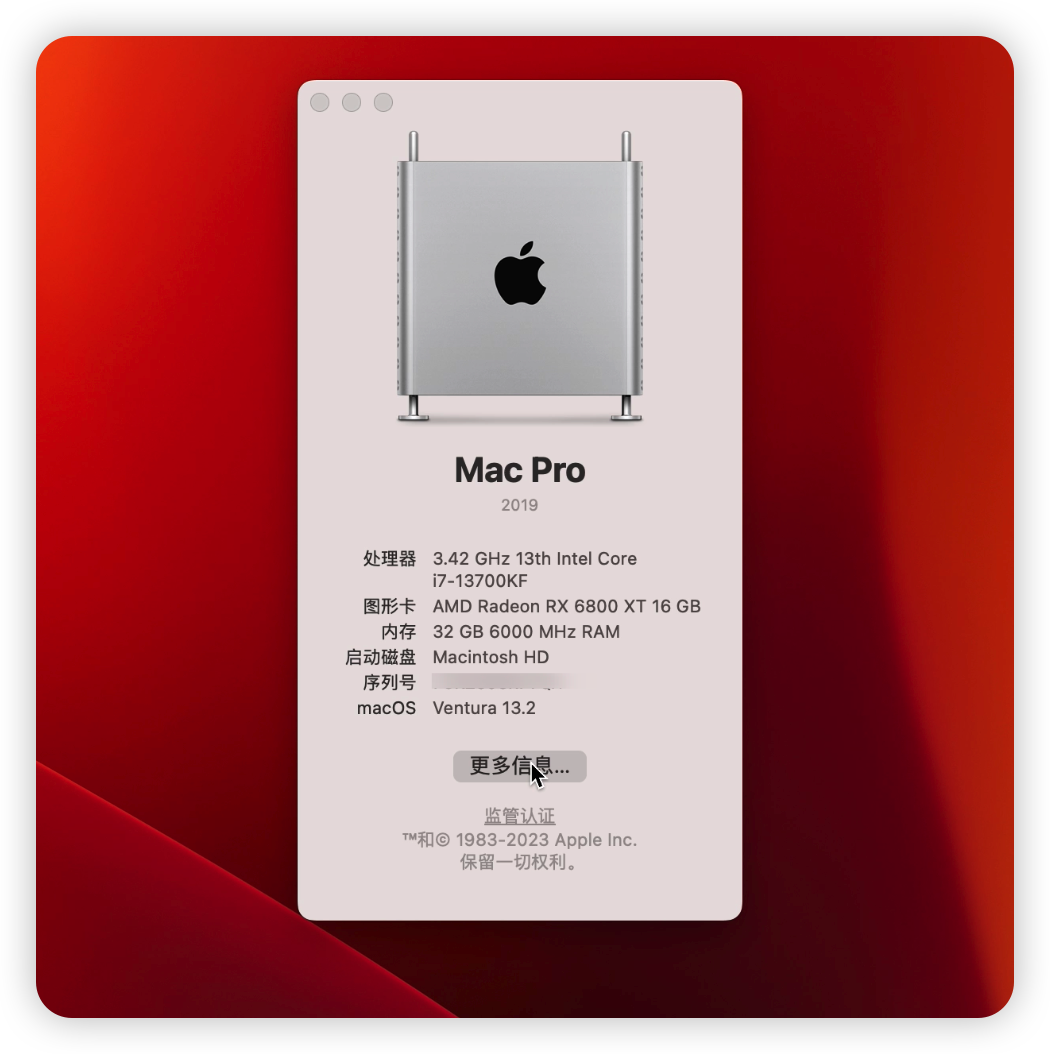 Mac Pro
2019
处理器 3.42 GHz 13th Intel Core
i7-13700KF
图形卡 AMD Radeon RX 6800 XT 16 GB
内存 32 GB 6000 MHz RAM
启动磁盘 Macintosh HD
序列号
macOS Ventura 13.2
更多信息...
监管认证
™和© 1983-2023 Apple Inc.
保留一切权利。